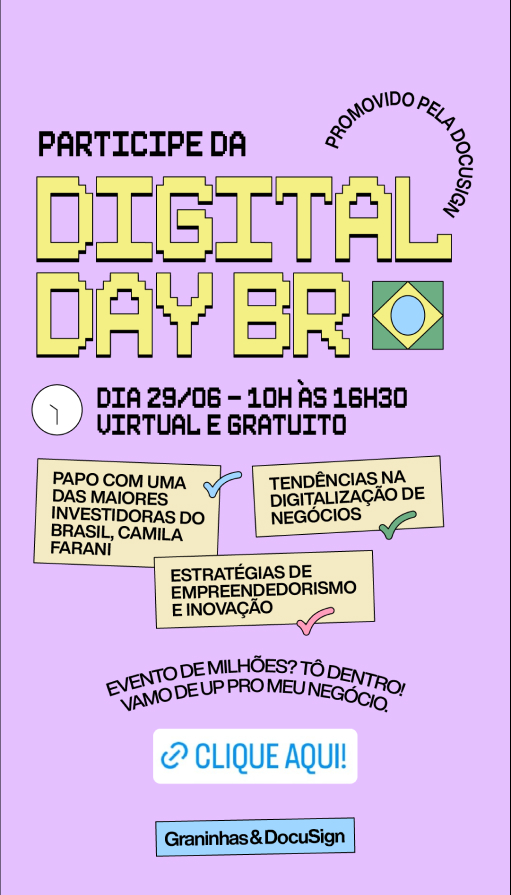 PROMOVIDO PELA DOCUSIGN
PARTICIPE DA
DIGITAL
DAY BR
DIA 29/06 – 10H ÀS 16H30
VIRTUAL E GRATUITO
PAPO COM UMA
DAS MAIORES
INVESTIDORAS DO
BRASIL, CAMILA
FARANI
TENDÊNCIAS NA
DIGITALIZAÇÃO DE
NEGÓCIOS
ESTRATÉGIAS DE
EMPREENDEDORISMO
E INOVAÇÃO
EVENTO DE MILHÕES? TÔ DENTRO!
VAMO DE UP PRO MEU NEGÓCIO.
CLIQUE AQUI!
Graninhas&DocuSign